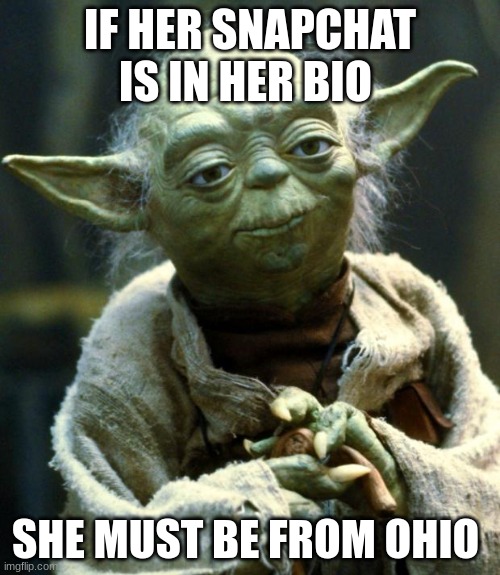 IF HER SNAPCHAT
IS IN HER BIO
SHE MUST BE FROM OHIO
imgflip.com